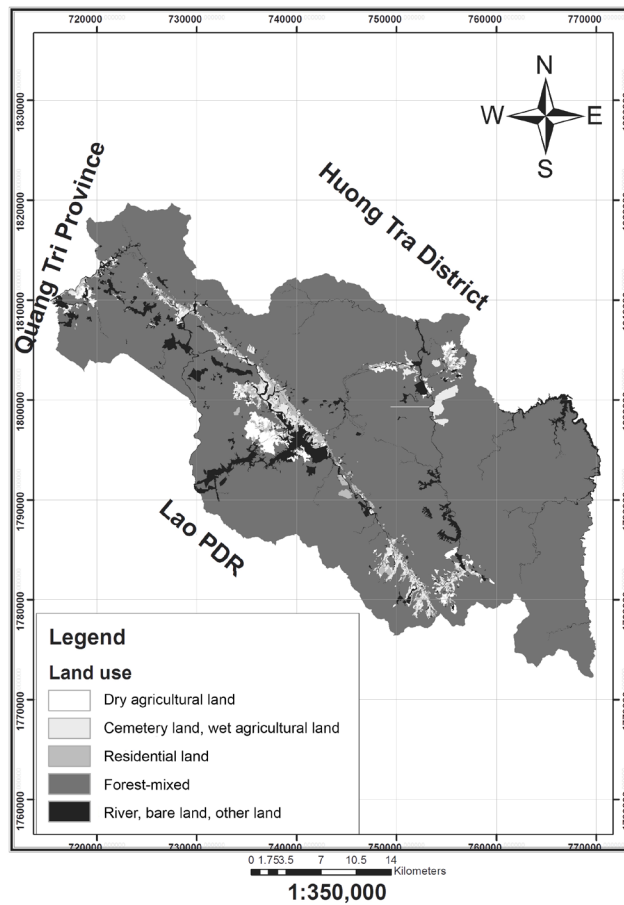 720000 730000 740000 750000 760000 770000
N
W E
S
1830000
1820000
1810000
1800000
1790000
1780000
1770000
1760000
Quang Tri Province
Huong Tra District
Lao PDR
Legend
Land use
Dry agricultural land
Cemetery land, wet agricultural land
Residential land
Forest-mixed
River, bare land, other land
720000 730000 740000 750000 760000 770000
0 1.753.5 7 10.5 14
Kilometers
1:350,000